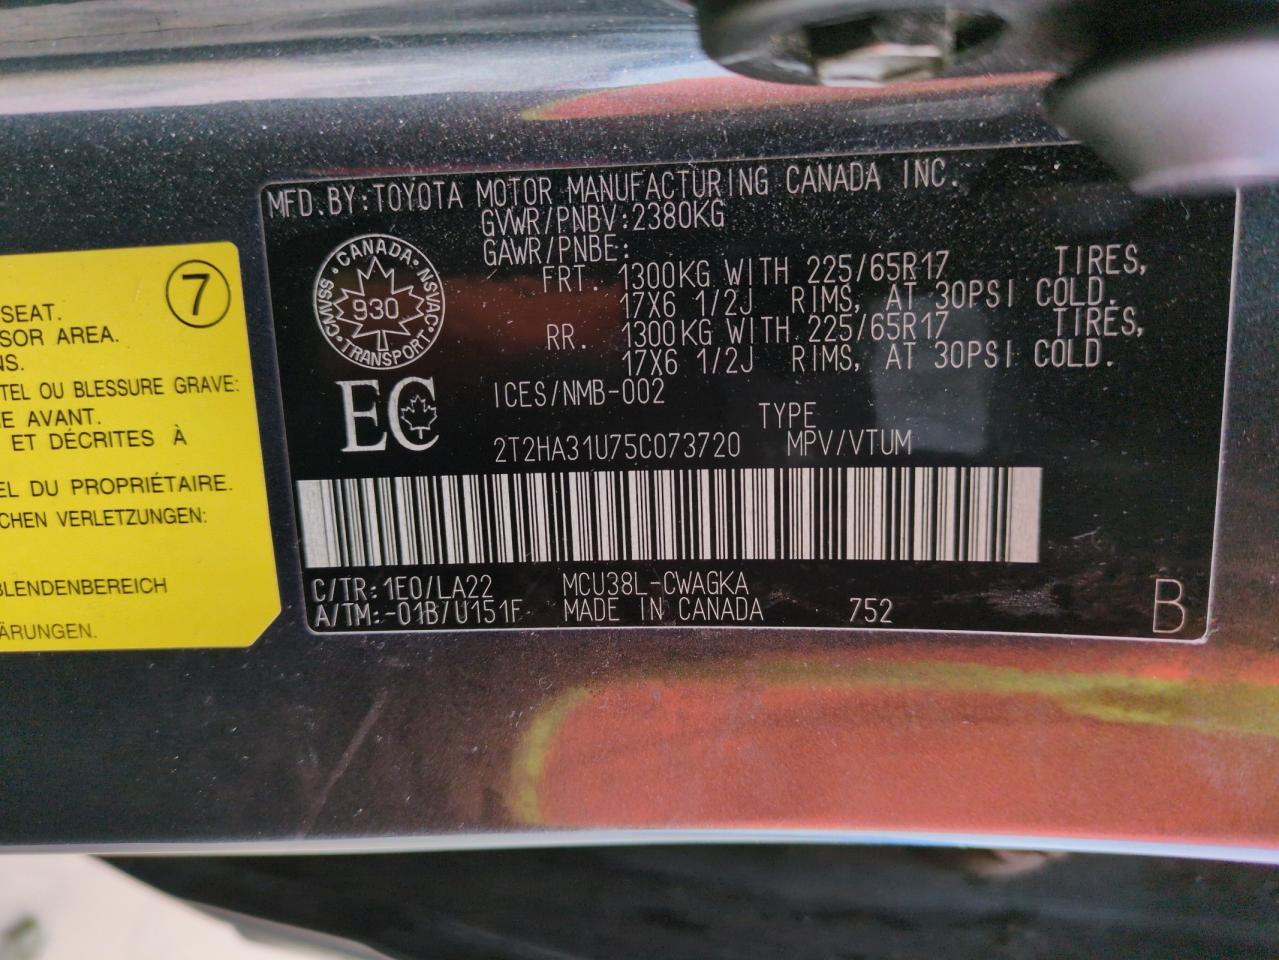 MFD.BY:TOYOTA MOTOR MANUFACTURING CANADA INC.
GVWR/PNBV:2380KG
GAWR/PNBE:
FRT. 1300KG WITH 225/65R17 TIRES,
17X6 1/2J RIMS, AT 30PSI COLD.
RR. 1300KG WITH 225/65R17 TIRES,
17X6 1/2J RIMS, AT 30PSI COLD.
CANADA
CMVSS NSVAC
930
TRANSPORT
EC
ICES/NMB-002
TYPE
2T2HA31U75C073720 MPV/VTUM
C/TR:1E0/LA22 MCU38L-CWAGKA
A/TM:-01B/U151F MADE IN CANADA 752 B
7
SEAT.
SOR AREA.
NS.
TEL OU BLESSURE GRAVE:
E AVANT.
ET DÉCRITES À
EL DU PROPRIÉTAIRE.
CHEN VERLETZUNGEN:
BLENDENBEREICH
ÄRUNGEN.